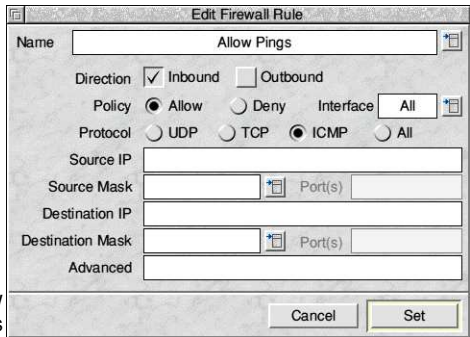 Edit Firewall Rule
Name Allow Pings
Direction Inbound Outbound
Policy Allow Deny Interface All
Protocol UDP TCP ICMP All
Source IP
Source Mask Port(s)
Destination IP
Destination Mask Port(s)
Advanced
Cancel Set